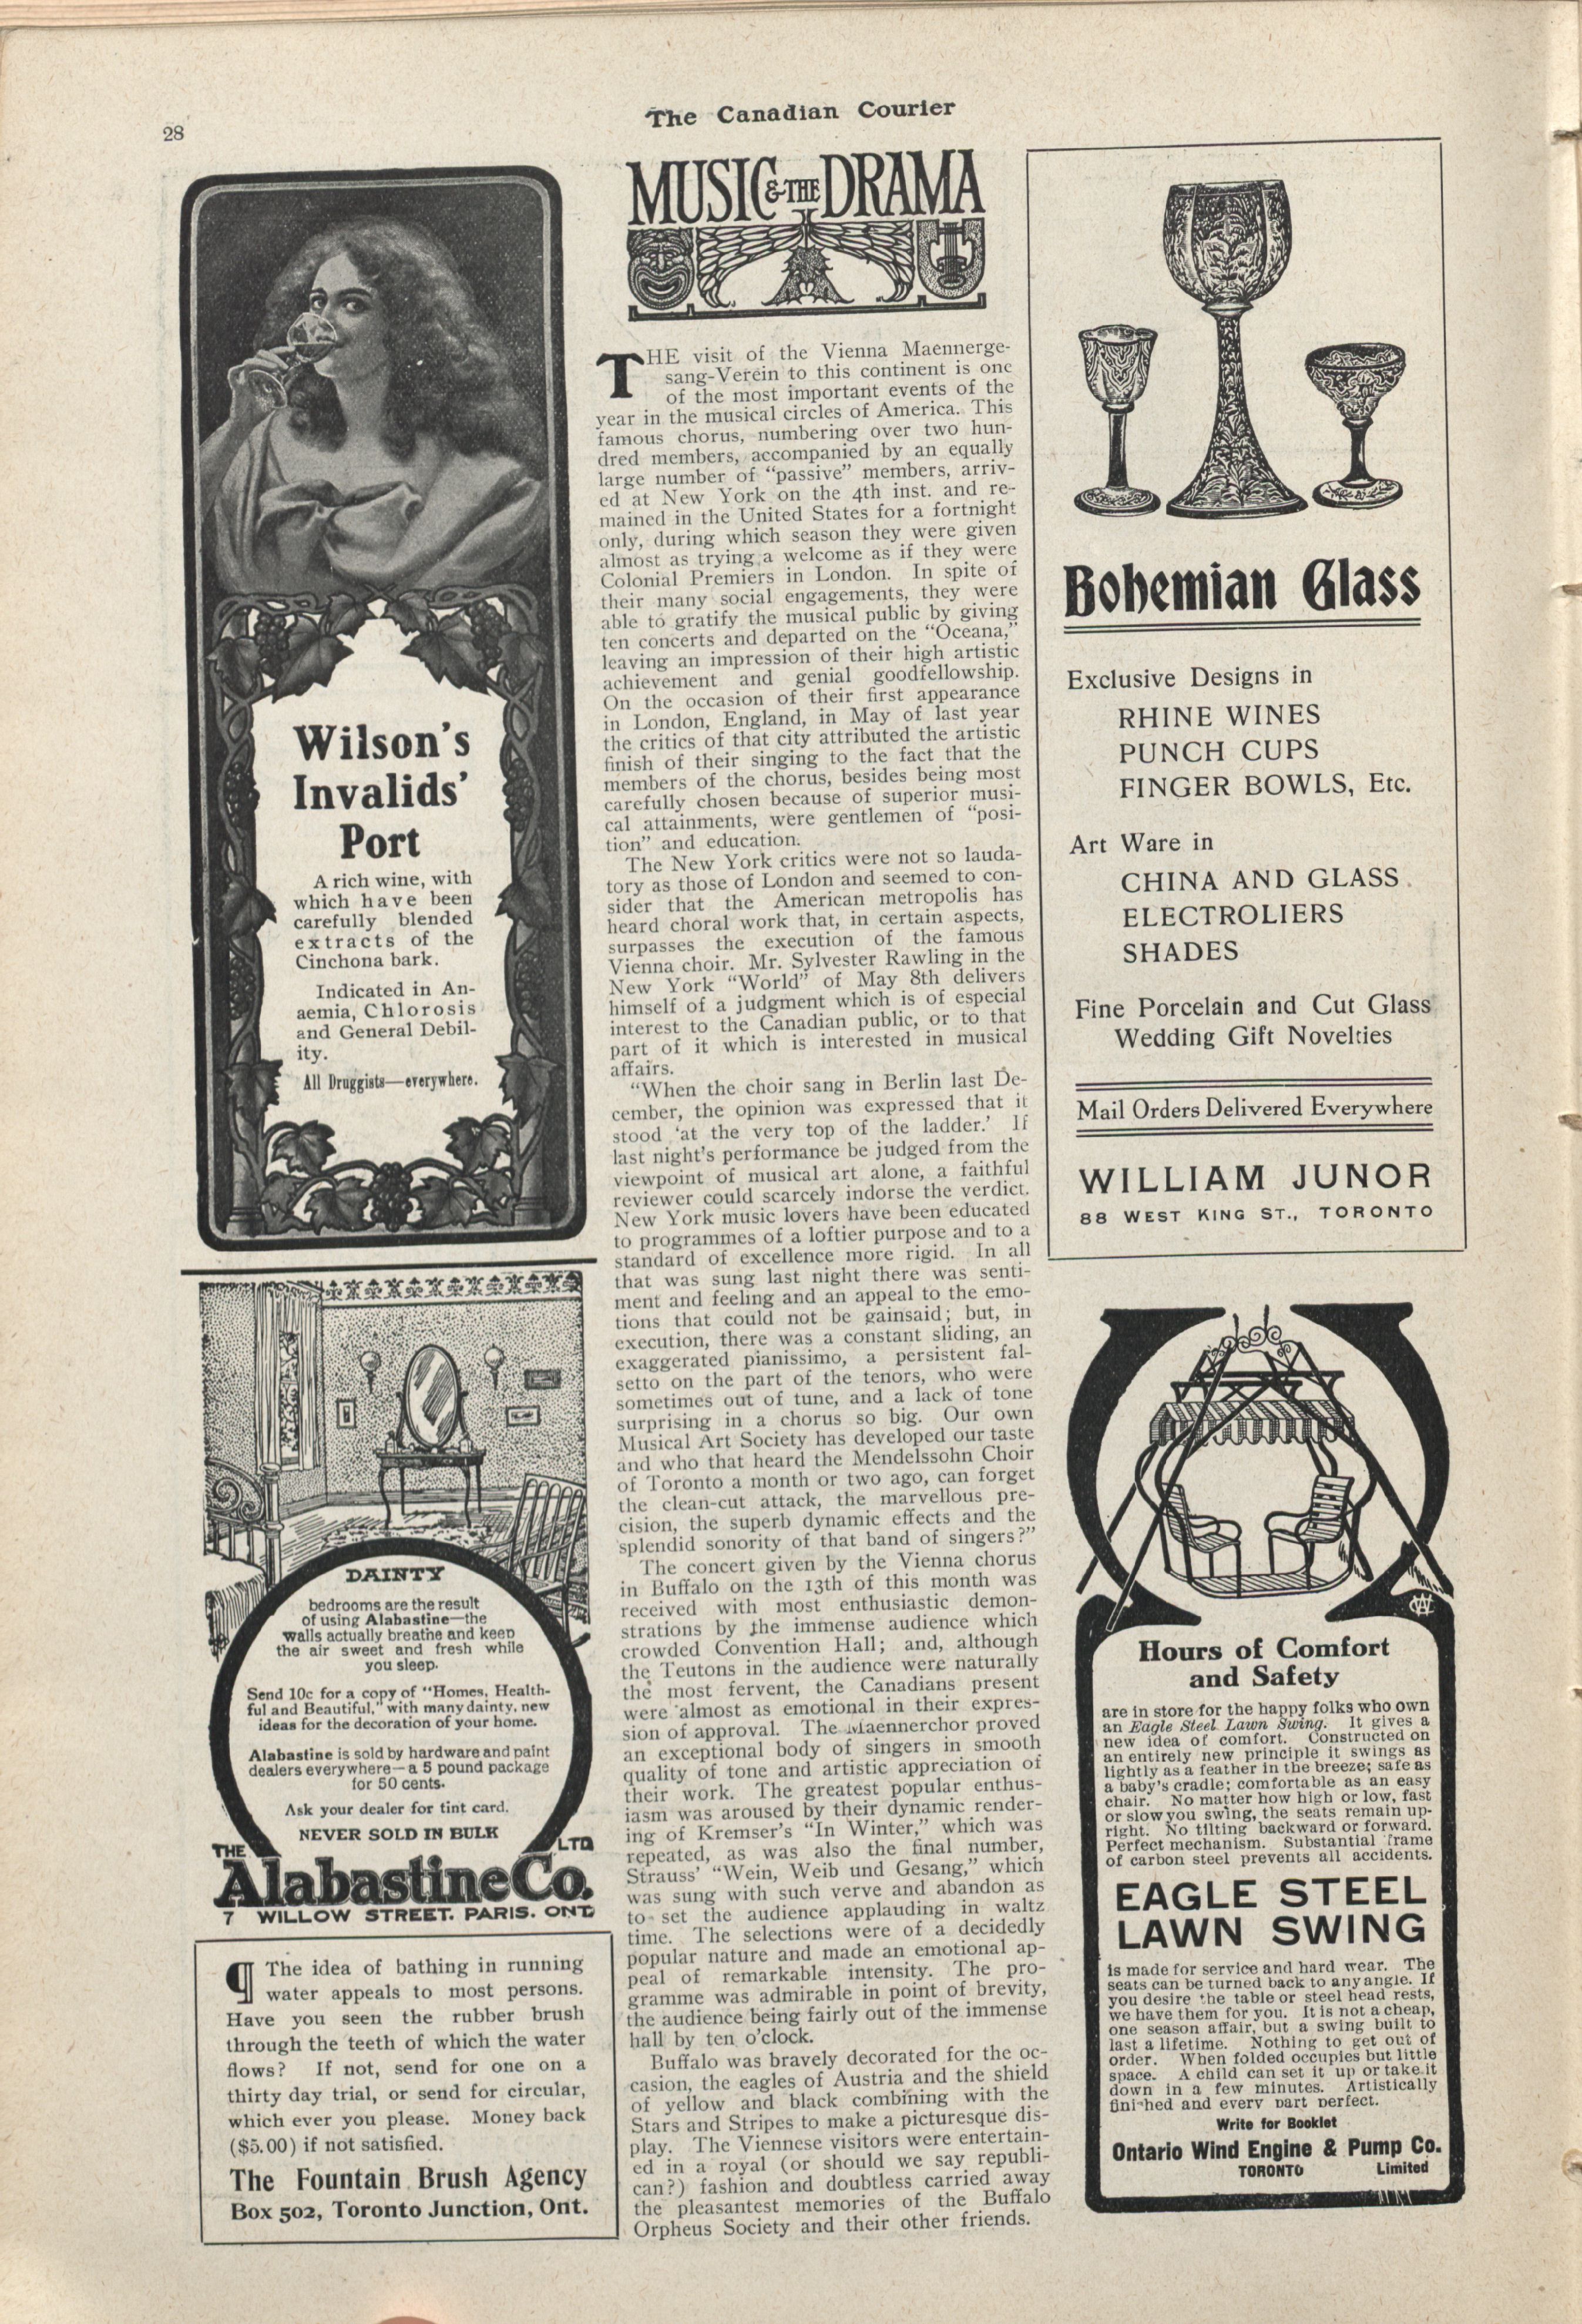 28
The Canadian Courier
Wilson's
Invalids'
Port
A rich wine, with
which have been
carefully blended
extracts of the
Cinchona bark.
Indicated in An-
aemia, Chlorosis
and General Debil-
ity.
All Druggists—everywhere.
DAINTY
bedrooms are the result
of using Alabastine—the
walls actually breathe and keep
the air sweet and fresh while
you sleep.
Send 10c for a copy of "Homes, Health-
ful and Beautiful," with many dainty, new
ideas for the decoration of your home.
Alabastine is sold by hardware and paint
dealers everywhere—a 5 pound package
for 50 cents.
Ask your dealer for tint card.
NEVER SOLD IN BULK
THE
Alabastine Co.
LTD
7 WILLOW STREET. PARIS. ONT.
¶ The idea of bathing in running
water appeals to most persons.
Have you seen the rubber brush
through the teeth of which the water
flows? If not, send for one on a
thirty day trial, or send for circular,
which ever you please. Money back
($5.00) if not satisfied.
The Fountain Brush Agency
Box 502, Toronto Junction, Ont.
MUSIC & THE DRAMA
THE visit of the Vienna Maennerge-
sang-Verein to this continent is one
of the most important events of the
year in the musical circles of America. This
famous chorus, numbering over two hun-
dred members, accompanied by an equally
large number of "passive" members, arriv-
ed at New York on the 4th inst. and re-
mained in the United States for a fortnight
only, during which season they were given
almost as trying a welcome as if they were
Colonial Premiers in London. In spite of
their many social engagements, they were
able to gratify the musical public by giving
ten concerts and departed on the "Oceana,"
leaving an impression of their high artistic
achievement and genial goodfellowship.
On the occasion of their first appearance
in London, England, in May of last year
the critics of that city attributed the artistic
finish of their singing to the fact that the
members of the chorus, besides being most
carefully chosen because of superior musi-
cal attainments, were gentlemen of "posi-
tion" and education.
The New York critics were not so lauda-
tory as those of London and seemed to con-
sider that the American metropolis has
heard choral work that, in certain aspects,
surpasses the execution of the famous
Vienna choir. Mr. Sylvester Rawling in the
New York "World" of May 8th delivers
himself of a judgment which is of especial
interest to the Canadian public, or to that
part of it which is interested in musical
affairs.
"When the choir sang in Berlin last De-
cember, the opinion was expressed that it
stood 'at the very top of the ladder.' If
last night's performance be judged from the
viewpoint of musical art alone, a faithful
reviewer could scarcely indorse the verdict.
New York music lovers have been educated
to programmes of a loftier purpose and to a
standard of excellence more rigid. In all
that was sung last night there was senti-
ment and feeling and an appeal to the emo-
tions that could not be gainsaid; but, in
execution, there was a constant sliding, an
exaggerated pianissimo, a persistent fal-
setto on the part of the tenors, who were
sometimes out of tune, and a lack of tone
surprising in a chorus so big. Our own
Musical Art Society has developed our taste
and who that heard the Mendelssohn Choir
of Toronto a month or two ago, can forget
the clean-cut attack, the marvellous pre-
cision, the superb dynamic effects and the
splendid sonority of that band of singers?"
The concert given by the Vienna chorus
in Buffalo on the 13th of this month was
received with most enthusiastic demon-
strations by the immense audience which
crowded Convention Hall; and, although
the Teutons in the audience were naturally
the most fervent, the Canadians present
were almost as emotional in their expres-
sion of approval. The Maennerchor proved
an exceptional body of singers in smooth
quality of tone and artistic appreciation of
their work. The greatest popular enthus-
iasm was aroused by their dynamic render-
ing of Kremser's "In Winter," which was
repeated, as was also the final number,
Strauss' "Wein, Weib und Gesang," which
was sung with such verve and abandon as
to set the audience applauding in waltz
time. The selections were of a decidedly
popular nature and made an emotional ap-
peal of remarkable intensity. The pro-
gramme was admirable in point of brevity,
the audience being fairly out of the immense
hall by ten o'clock.
Buffalo was bravely decorated for the oc-
casion, the eagles of Austria and the shield
of yellow and black combining with the
Stars and Stripes to make a picturesque dis-
play. The Viennese visitors were entertain-
ed in a royal (or should we say republi-
can?) fashion and doubtless carried away
the pleasantest memories of the Buffalo
Orpheus Society and their other friends.
Bohemian Glass
Exclusive Designs in
RHINE WINES
PUNCH CUPS
FINGER BOWLS, Etc.
Art Ware in
CHINA AND GLASS
ELECTROLIERS
SHADES
Fine Porcelain and Cut Glass
Wedding Gift Novelties
Mail Orders Delivered Everywhere
WILLIAM JUNOR
88 WEST KING ST., TORONTO
Hours of Comfort
and Safety
are in store for the happy folks who own
an Eagle Steel Lawn Swing. It gives a
new idea of comfort. Constructed on
an entirely new principle it swings as
lightly as a feather in the breeze; safe as
a baby's cradle; comfortable as an easy
chair. No matter how high or low, fast
or slow you swing, the seats remain up-
right. No tilting backward or forward.
Perfect mechanism. Substantial frame
of carbon steel prevents all accidents.
EAGLE STEEL
LAWN SWING
is made for service and hard wear. The
seats can be turned back to any angle. If
you desire the table or steel head rests,
we have them for you. It is not a cheap,
one season affair, but a swing built to
last a lifetime. Nothing to get out of
order. When folded occupies but little
space. A child can set it up or take it
down in a few minutes. Artistically
finished and every part perfect.
Write for Booklet
Ontario Wind Engine & Pump Co.
TORONTO Limited